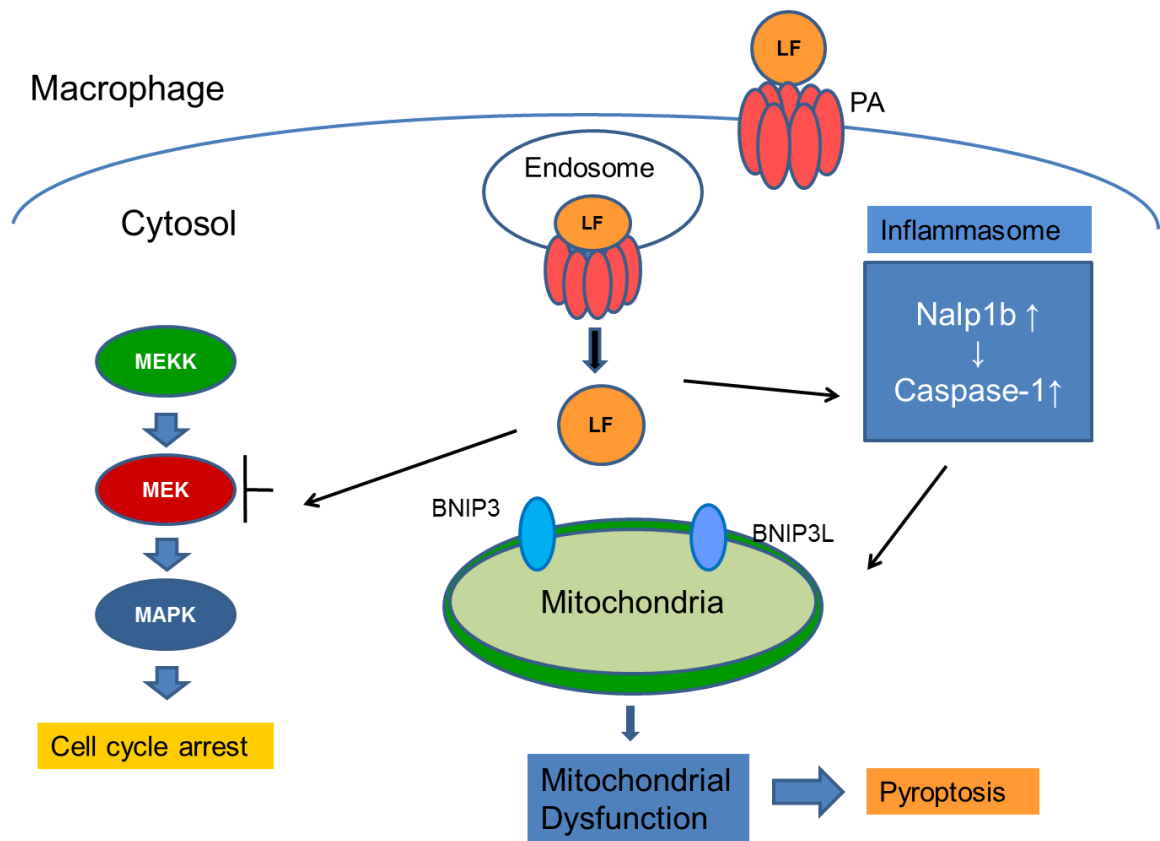 LF
Macrophage
PA
Endosome
Cytosol
LF
Inflammasome
Nalp1b ↑
↓
Caspase-1↑
MEKK
LF
MEK
BNIP3
BNIP3L
Mitochondria
MAPK
Cell cycle arrest
Mitochondrial
Dysfunction
Pyroptosis